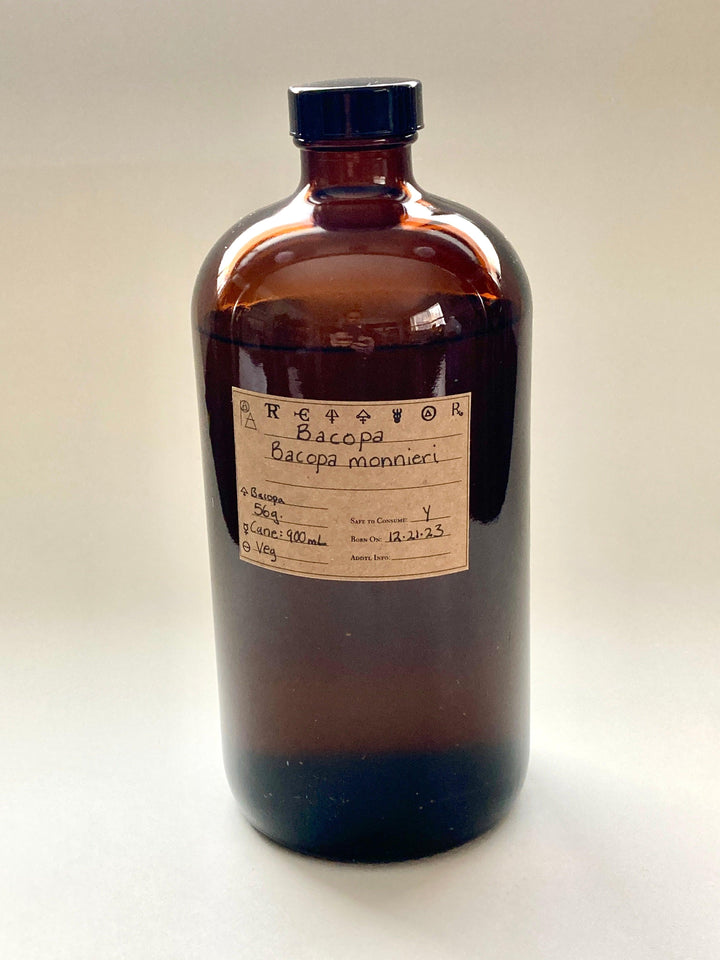 Bacopa
Bacopa monnieri
Bacopa
56g.
Cane: 900mL
Veg
Safe to Consume: Y
Born On: 12.21.23
Addtl Info: